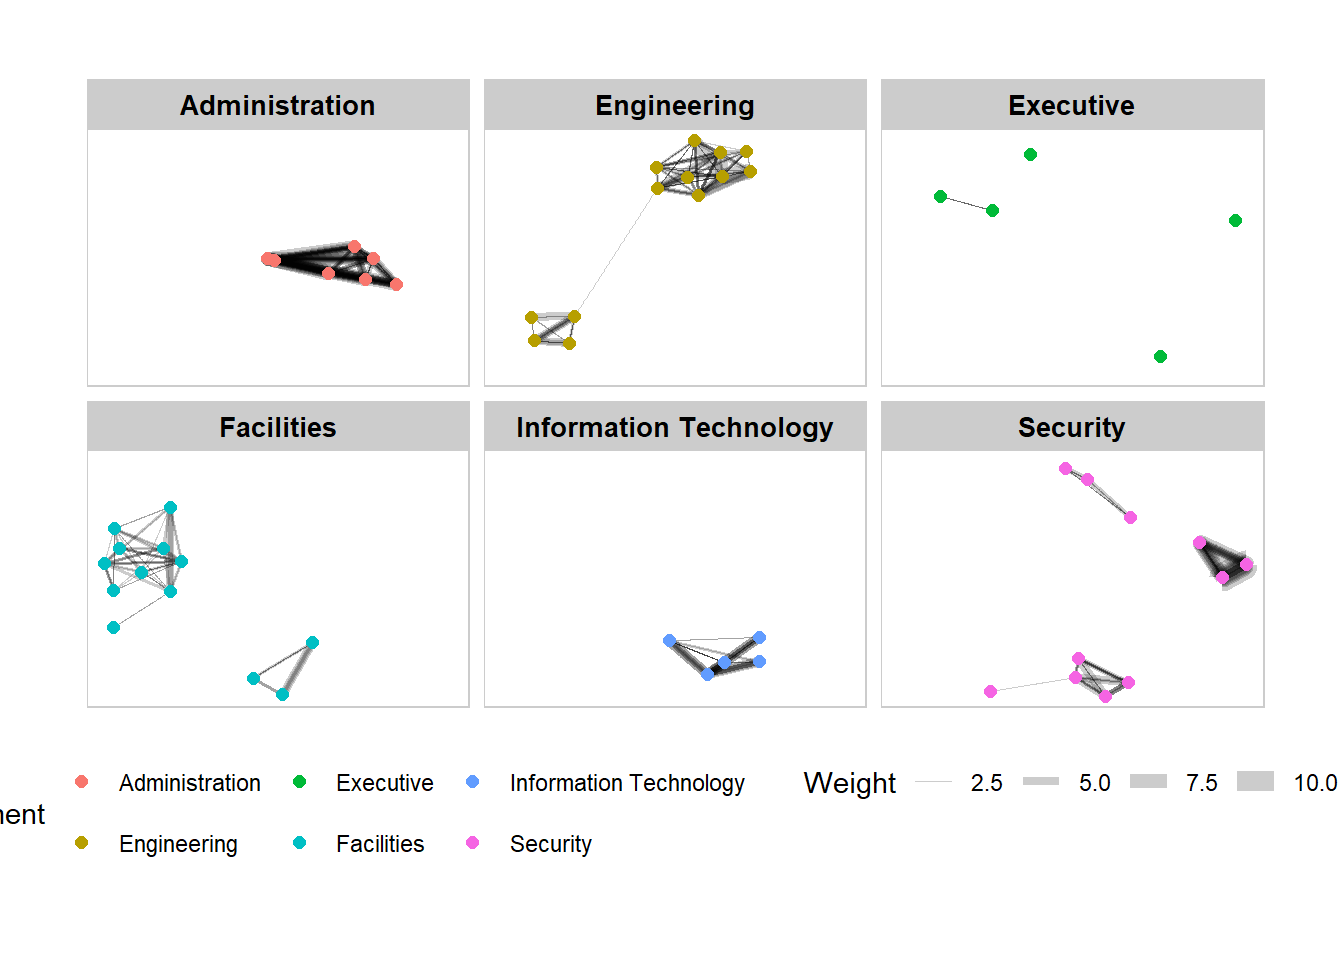 Administration
Engineering
Executive
Facilities
Information Technology
Security
Administration
Executive
Information Technology
Weight
2.5
5.0
7.5
10.0
Engineering
Facilities
Security